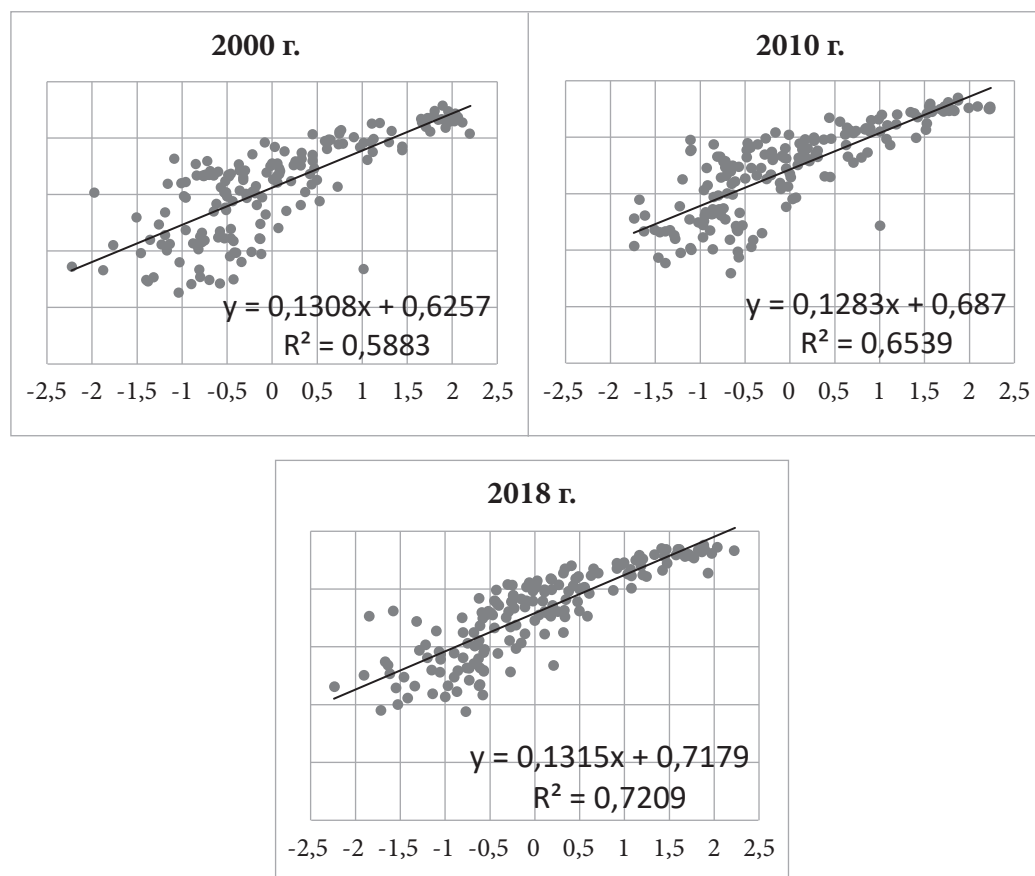 2000 г.
y = 0,1308x + 0,6257
R² = 0,5883
-2,5 -2 -1,5 -1 -0,5 0 0,5 1 1,5 2 2,5
2010 г.
y = 0,1283x + 0,687
R² = 0,6539
-2,5 -2 -1,5 -1 -0,5 0 0,5 1 1,5 2 2,5
2018 г.
y = 0,1315x + 0,7179
R² = 0,7209
-2,5 -2 -1,5 -1 -0,5 0 0,5 1 1,5 2 2,5